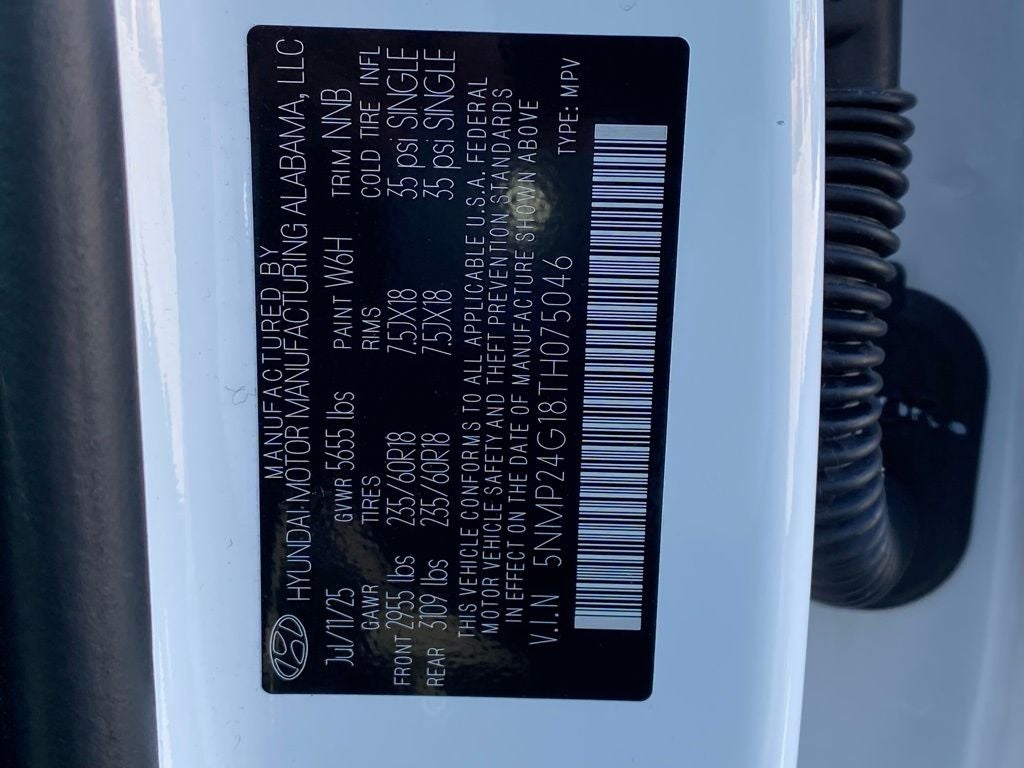 MANUFACTURED BY
HYUNDAI MOTOR MANUFACTURING ALABAMA, LLC
JUL/11/25 GVWR 5655 lbs PAINT W6H TRIM NNB
GAWR TIRES RIMS COLD TIRE INFL
FRONT 2955 lbs 235/60R18 7.5JX18 35 psi SINGLE
REAR 3109 lbs 235/60R18 7.5JX18 35 psi SINGLE
THIS VEHICLE CONFORMS TO ALL APPLICABLE U.S.A. FEDERAL
MOTOR VEHICLE SAFETY AND THEFT PREVENTION STANDARDS
IN EFFECT ON THE DATE OF MANUFACTURE SHOWN ABOVE
V.I.N 5NMP24G18TH075046 TYPE: MPV